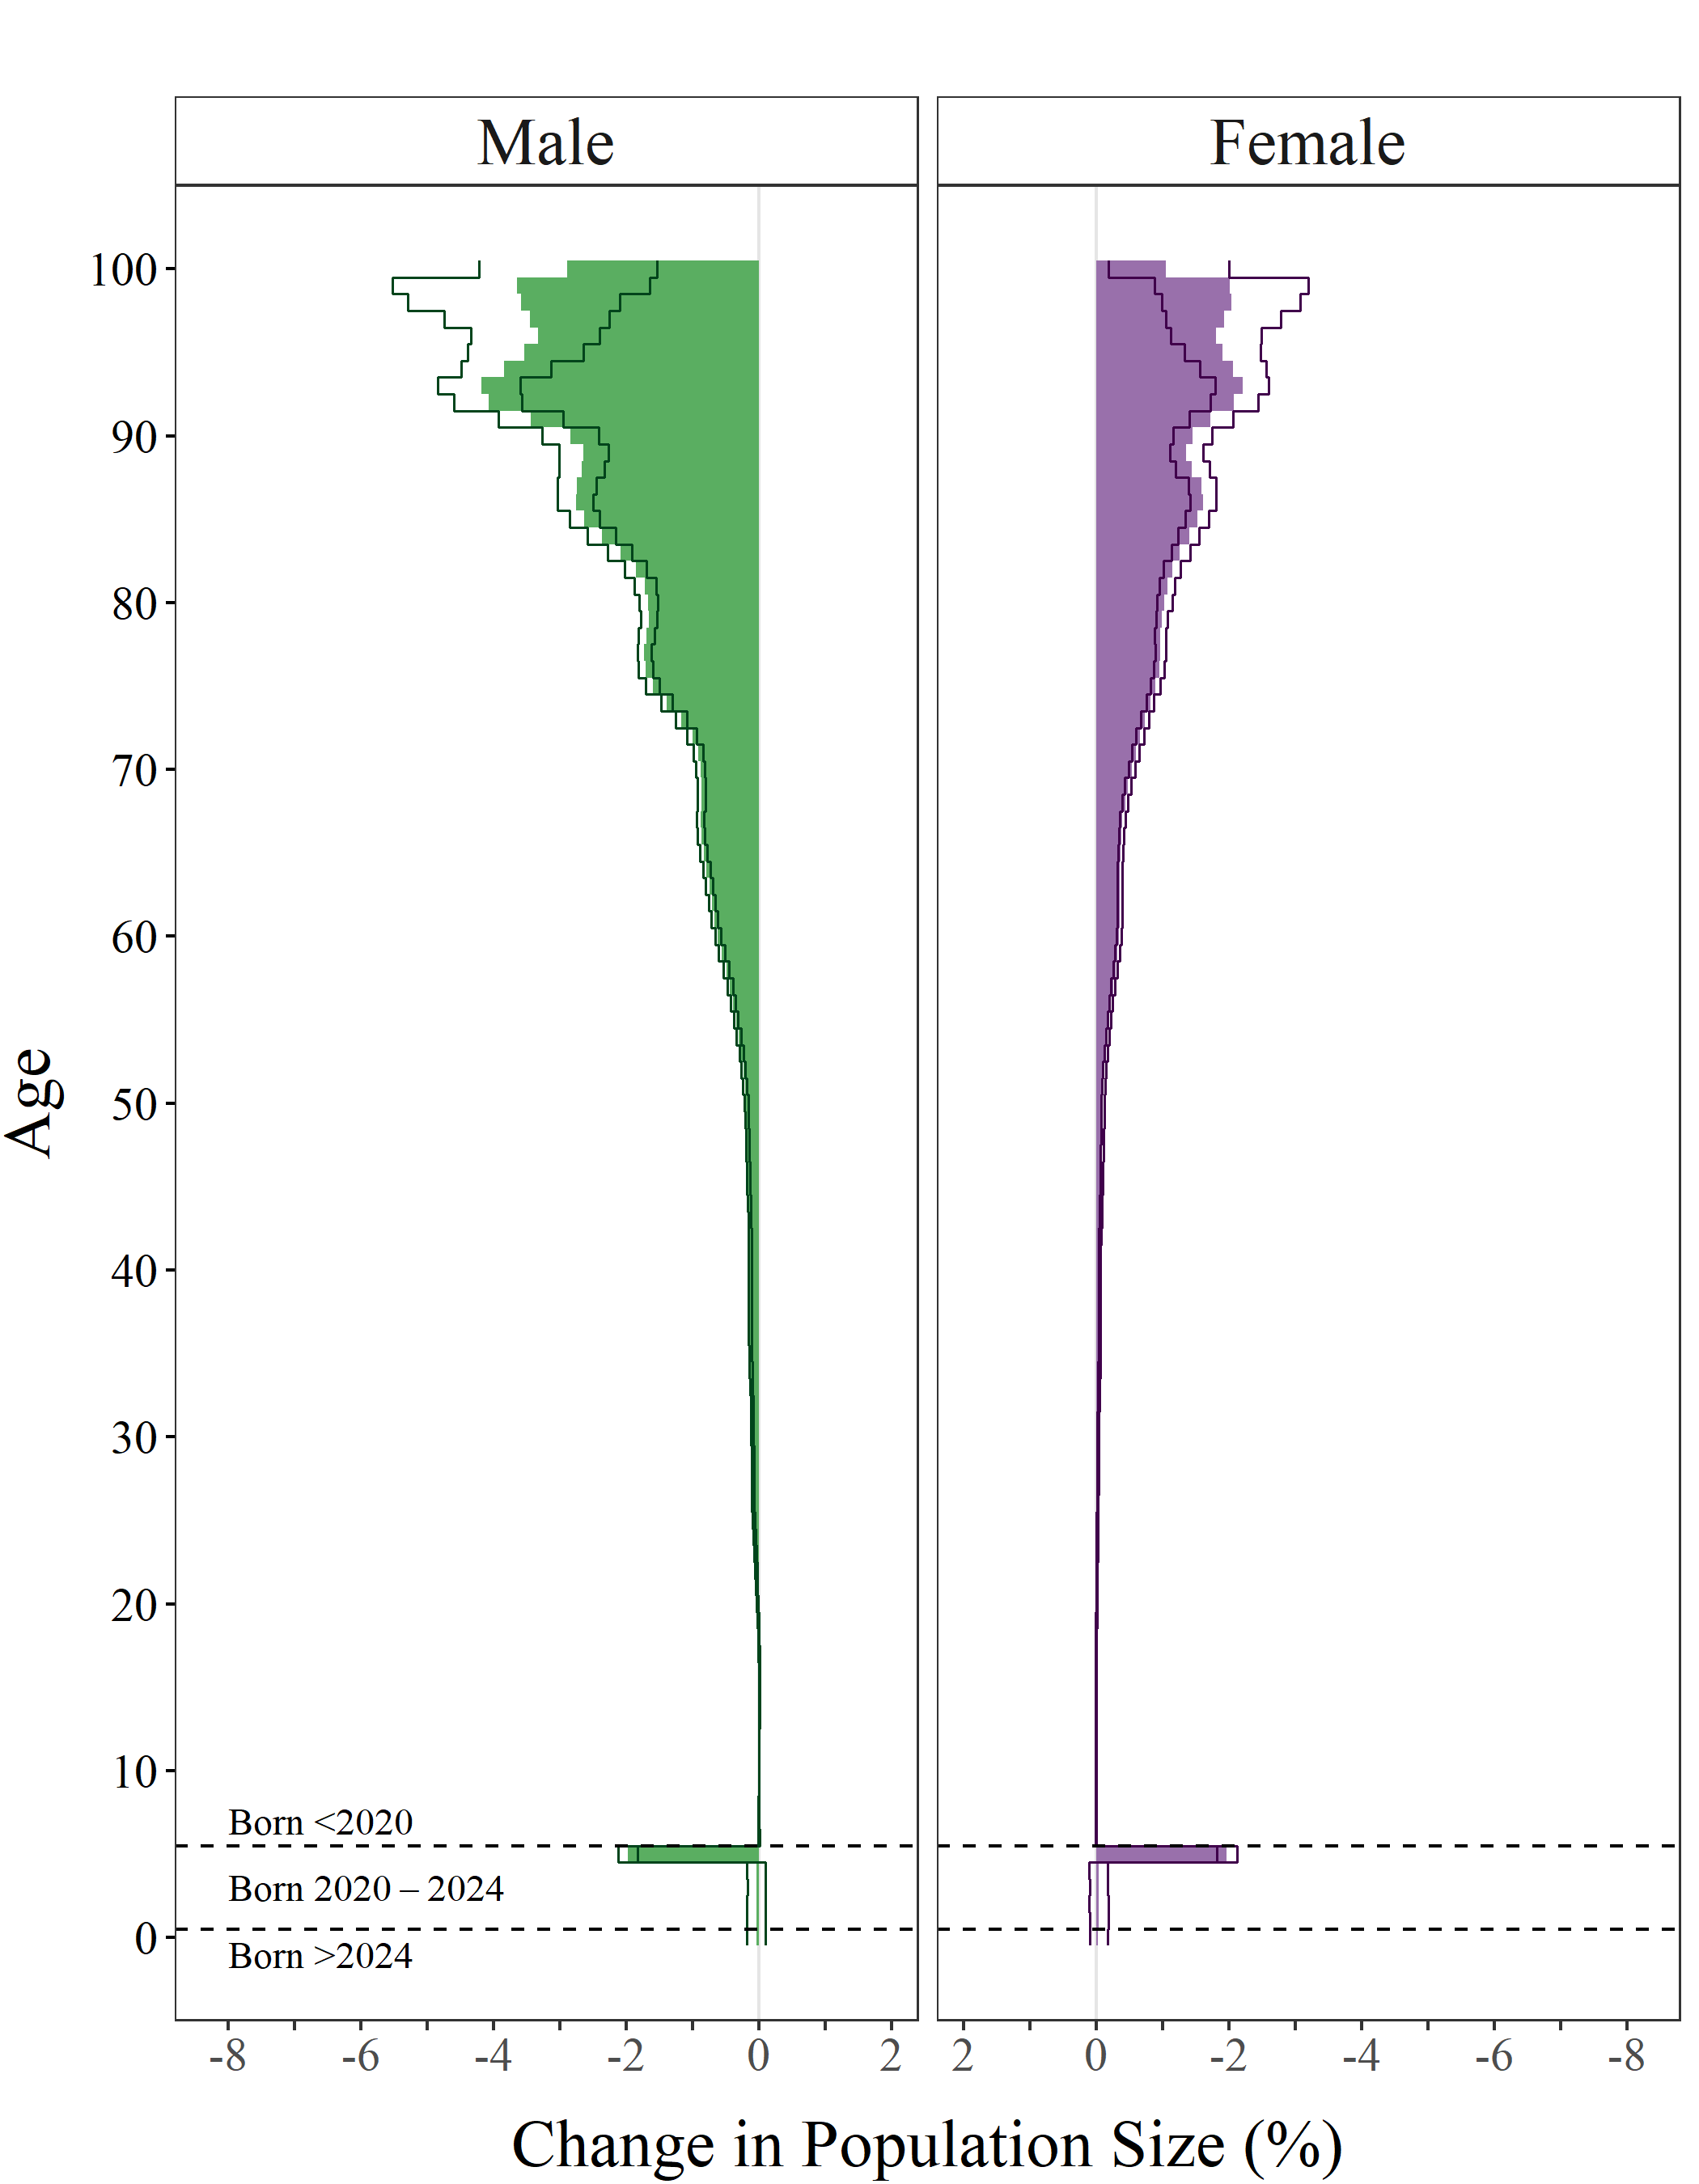 Male Female
100
90
80
70
60
50
40
30
20
10
0
Age
Born <2020
Born 2020 – 2024
Born >2024
-8 -6 -4 -2 0 2 2 0 -2 -4 -6 -8
Change in Population Size (%)